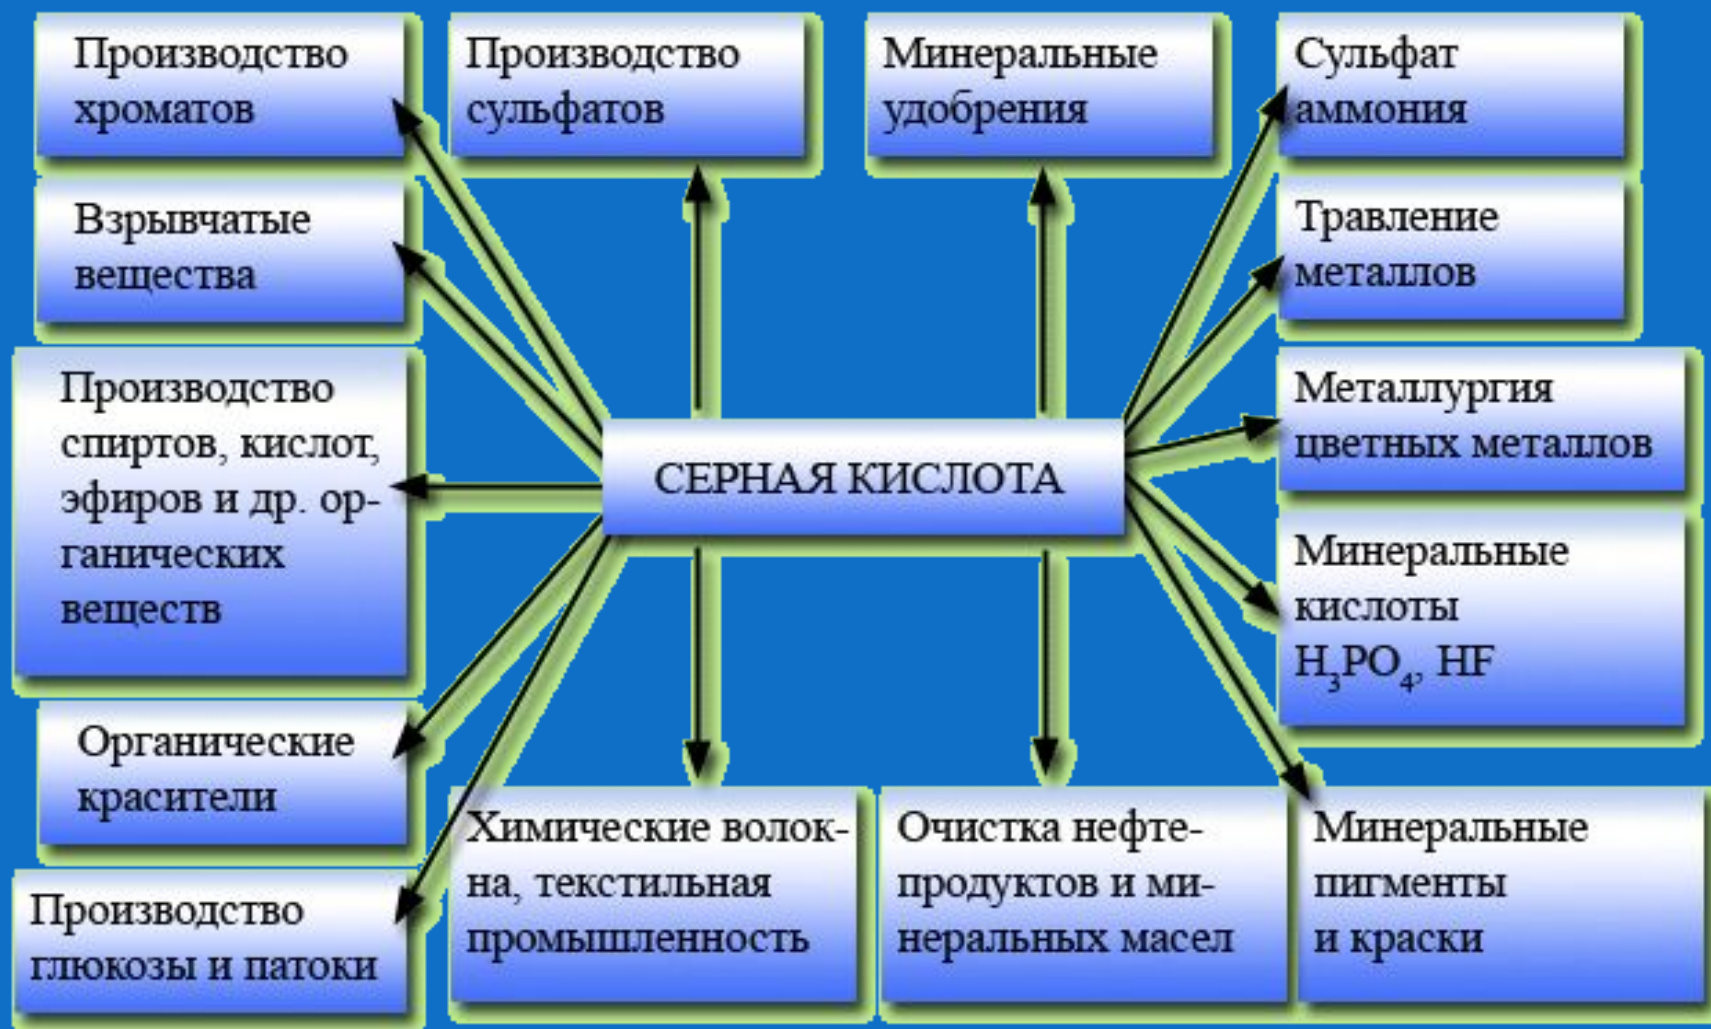 Производство
хроматов
Производство
сульфатов
Минеральные
удобрения
Сульфат
аммония
Взрывчатые
вещества
Травление
металлов
Производство
спиртов, кислот,
эфиров и др. ор-
ганических
веществ
СЕРНАЯ КИСЛОТА
Металлургия
цветных металлов
Минеральные
кислоты
H₃PO₄, HF
Органические
красители
Производство
глюкозы и патоки
Химические волок-
на, текстильная
промышленность
Очистка нефте-
продуктов и ми-
неральных масел
Минеральные
пигменты
и краски